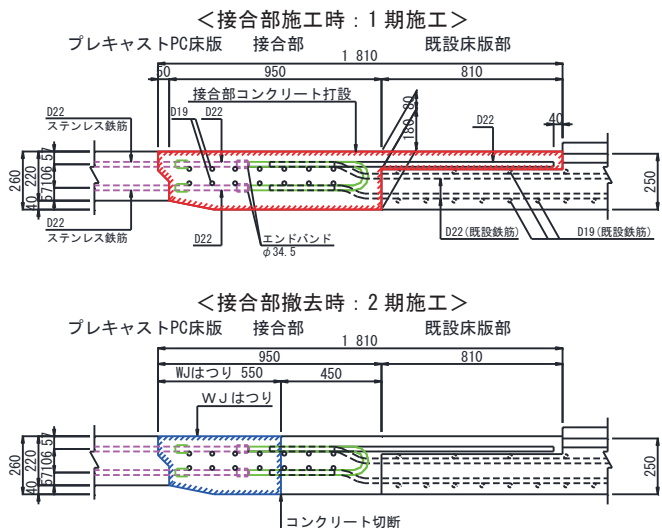 ＜接合部施工時：1期施工＞
プレキャストPC床版 接合部 既設床版部
1 810
50 950 810
接合部コンクリート打設
D22
ステンレス鉄筋
D19 D22
180 80
D22
40
260
220
40
57
106
57
250
D22
ステンレス鉄筋
D22
エンドバンド
φ34.5
D22(既設鉄筋)
D19(既設鉄筋)
＜接合部撤去時：2期施工＞
プレキャストPC床版 接合部 既設床版部
1 810
950 810
WJはつり 550 450
ＷＪはつり
260
220
40
57
106
57
250
コンクリート切断